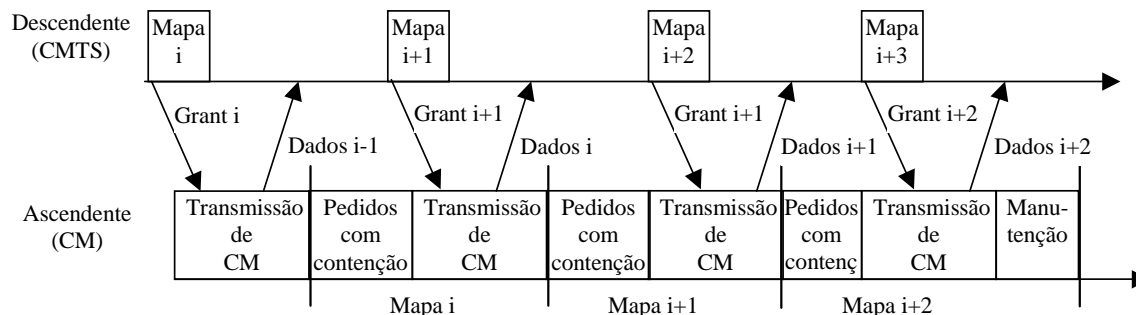 Descendente
(CMTS)
Mapa
i
Mapa
i+1
Mapa
i+2
Mapa
i+3
Grant i
Grant i+1
Grant i+1
Grant i+2
Dados i-1
Dados i
Dados i+1
Dados i+2
Ascendente
(CM)
Transmissão
de
CM
Pedidos
com
contenção
Transmissão
de
CM
Pedidos
com
contenção
Transmissão
de
CM
Pedidos
com
contenç
Transmissão
de
CM
Manu-
tenção
Mapa i
Mapa i+1
Mapa i+2